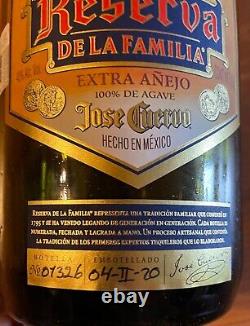 Reserva
DE LA FAMILIA
EXTRA AÑEJO
100% DE AGAVE
Jose Cuervo
HECHO EN MÉXICO
RESERVA DE LA FAMILIA REPRESENTA UNA TRADICIÓN FAMILIAR QUE COMENZÓ EN
1795 Y SE HA VENIDO LEGANDO DE GENERACIÓN EN GENERACIÓN. CADA BOTELLA ES
NUMERADA, FECHADA Y LACRADA A MANO. UN PROCESO ARTESANAL QUE CONTINÚA
LA TRADICIÓN DE LOS PRIMEROS EXPERTOS TEQUILEROS QUE LO ELABORARON.
BOTELLA EMBOTELLADO
No 01326 04-II-20